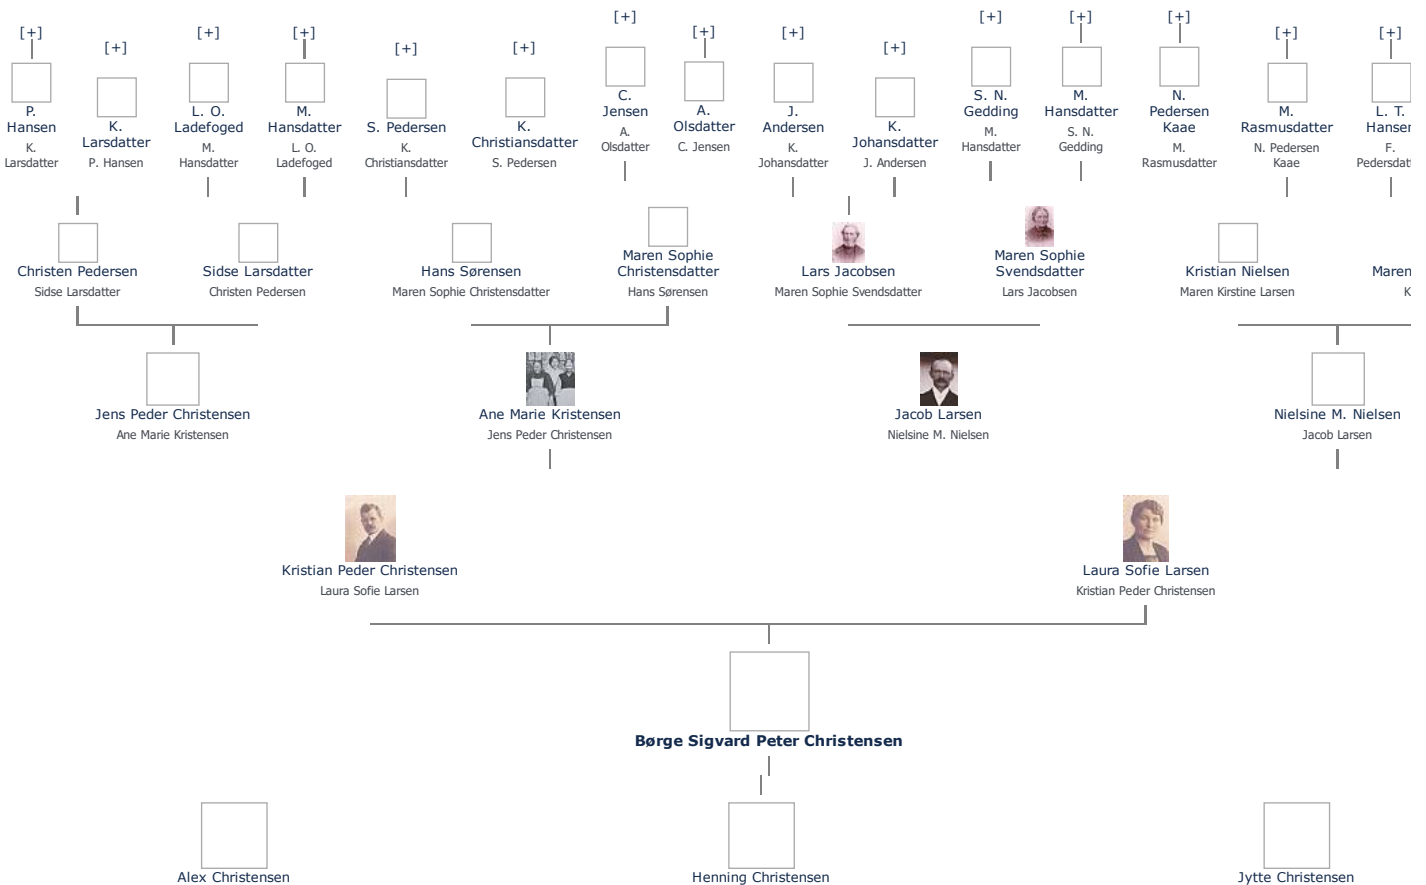 [+]
P.
Hansen
K.
Larsdatter
[+]
K.
Larsdatter
P. Hansen
[+]
L. O.
Ladefoged
M.
Hansdatter
[+]
M.
Hansdatter
L. O.
Ladefoged
[+]
S. Pedersen
K.
Christiansdatter
[+]
K.
Christiansdatter
S. Pedersen
[+]
C.
Jensen
A.
Olsdatter
[+]
A.
Olsdatter
C. Jensen
[+]
J.
Andersen
K.
Johansdatter
[+]
K.
Johansdatter
J. Andersen
[+]
S. N.
Gedding
M.
Hansdatter
[+]
M.
Hansdatter
S. N.
Gedding
[+]
N.
Pedersen
Kaae
M.
Rasmusdatter
[+]
M.
Rasmusdatter
N. Pedersen
Kaae
[+]
L. T.
Hansen
F.
Pedersdat
Christen Pedersen
Sidse Larsdatter
Sidse Larsdatter
Christen Pedersen
Hans Sørensen
Maren Sophie Christensdatter
Maren Sophie
Christensdatter
Hans Sørensen
Lars Jacobsen
Maren Sophie Svendsdatter
Maren Sophie
Svendsdatter
Lars Jacobsen
Kristian Nielsen
Maren Kirstine Larsen
Maren
K
Jens Peder Christensen
Ane Marie Kristensen
Ane Marie Kristensen
Jens Peder Christensen
Jacob Larsen
Nielsine M. Nielsen
Nielsine M. Nielsen
Jacob Larsen
Kristian Peder Christensen
Laura Sofie Larsen
Laura Sofie Larsen
Kristian Peder Christensen
Børge Sigvard Peter Christensen
Alex Christensen
Henning Christensen
Jytte Christensen